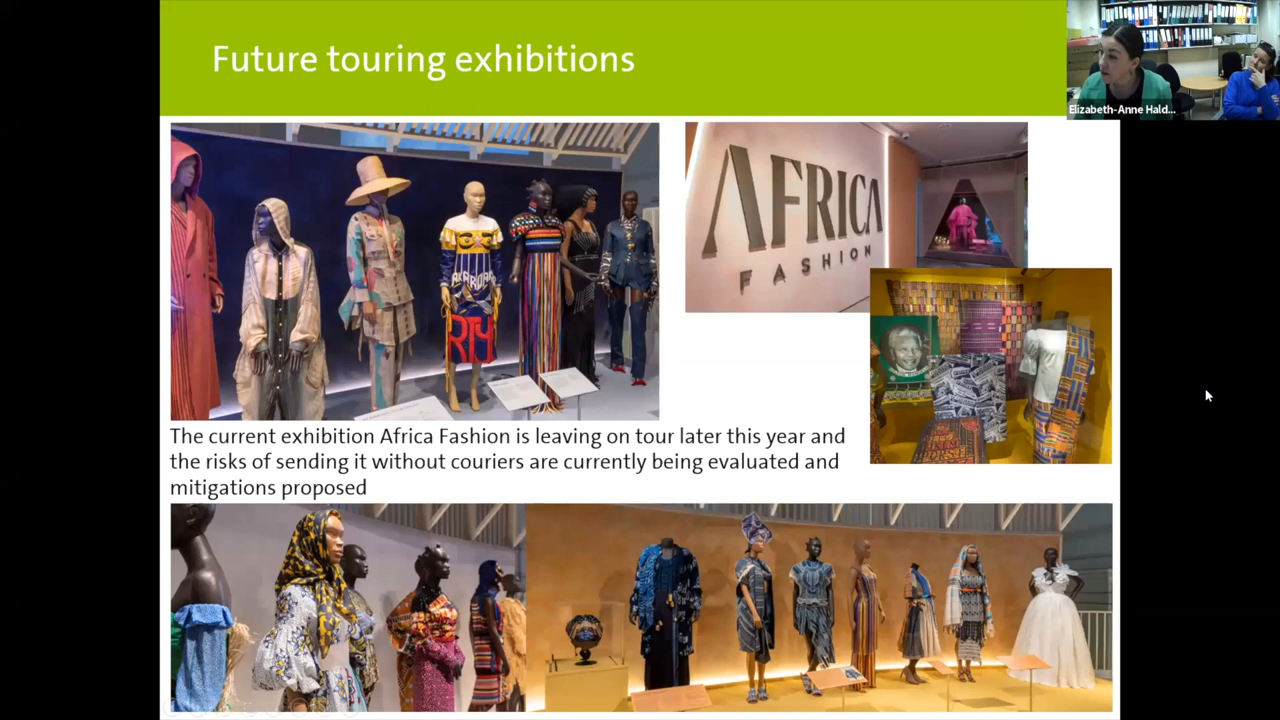 Future touring exhibitions
Elizabeth-Anne Hald...
AFRICA
FASHION
RTY
The current exhibition Africa Fashion is leaving on tour later this year and
the risks of sending it without couriers are currently being evaluated and
mitigations proposed